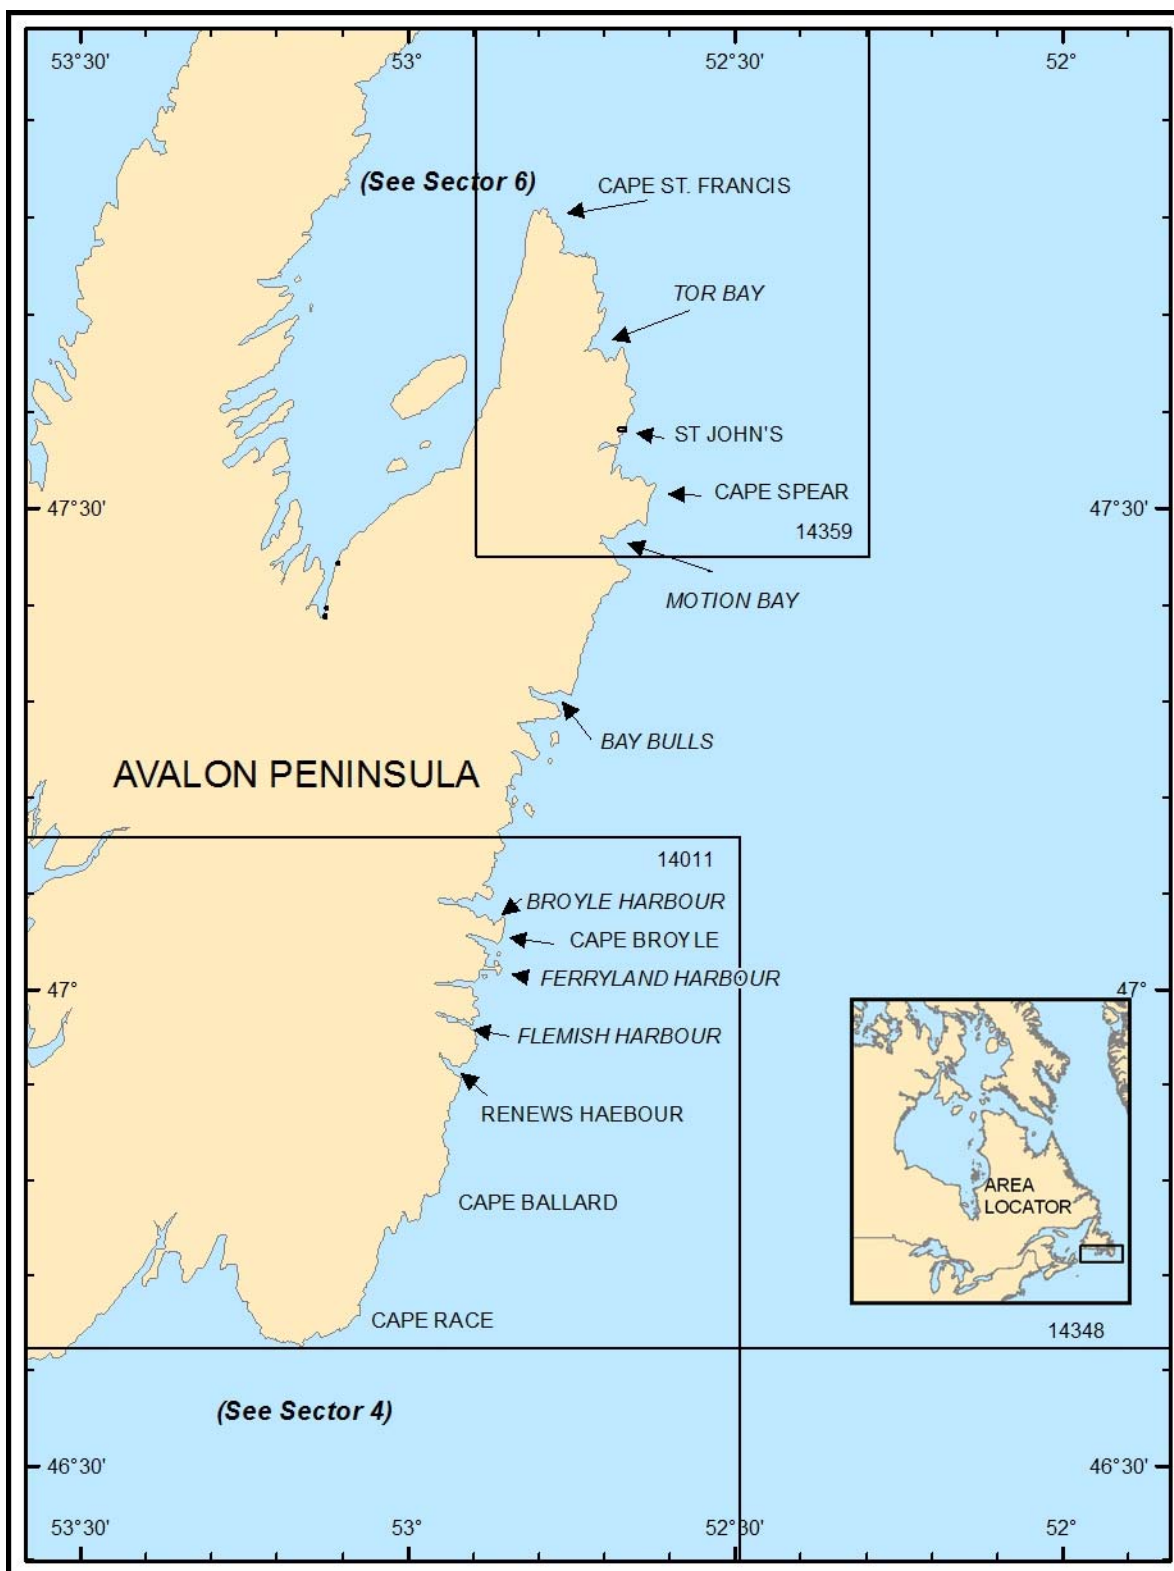 53°30'
53°
52°30'
52°
(See Sector 6)
CAPE ST. FRANCIS
TOR BAY
ST JOHN'S
CAPE SPEAR
47°30'
47°30'
14359
MOTION BAY
BAY BULLS
AVALON PENINSULA
14011
BROYLE HARBOUR
CAPE BROYLE
FERRYLAND HARBOUR
47°
47°
FLEMISH HARBOUR
RENEWS HAEBOUR
AREA
LOCATOR
CAPE BALLARD
CAPE RACE
14348
(See Sector 4)
46°30'
46°30'
53°30'
53°
52°30'
52°